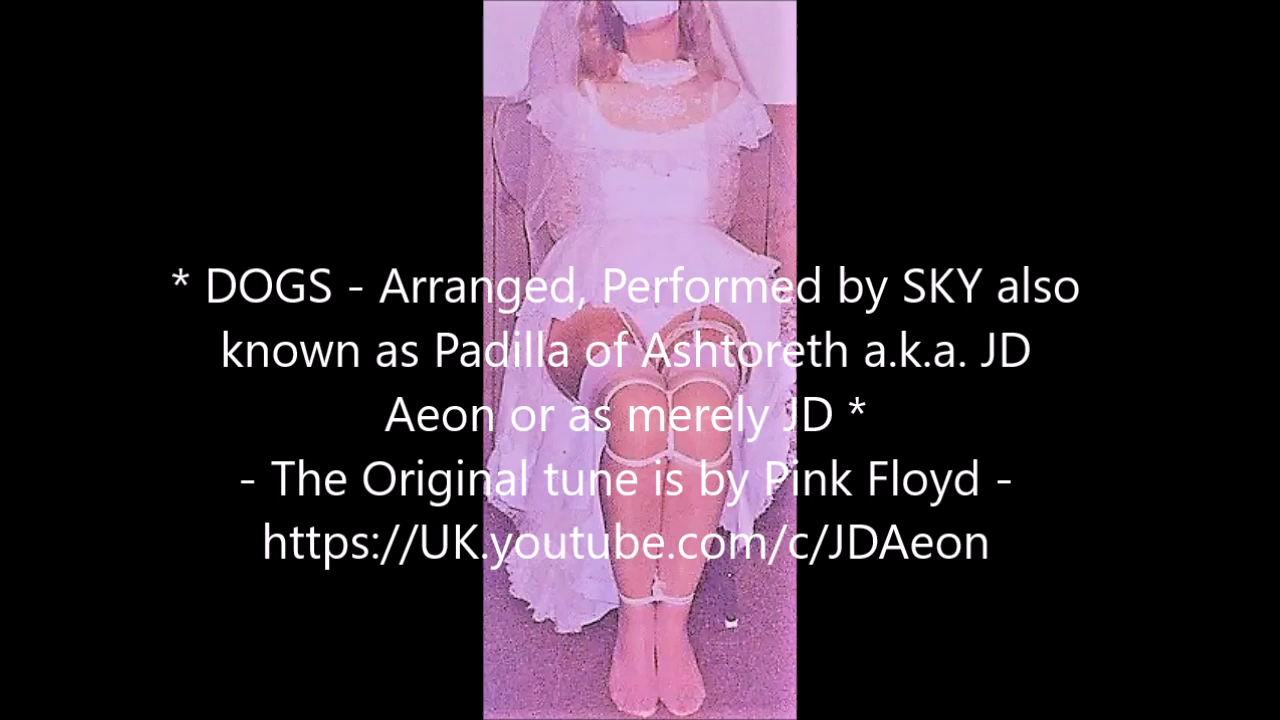 * DOGS - Arranged, Performed by SKY also
known as Padilla of Ashtoreth a.k.a. JD
Aeon or as merely JD *
- The Original tune is by Pink Floyd -
https://UK.youtube.com/c/JDAeon